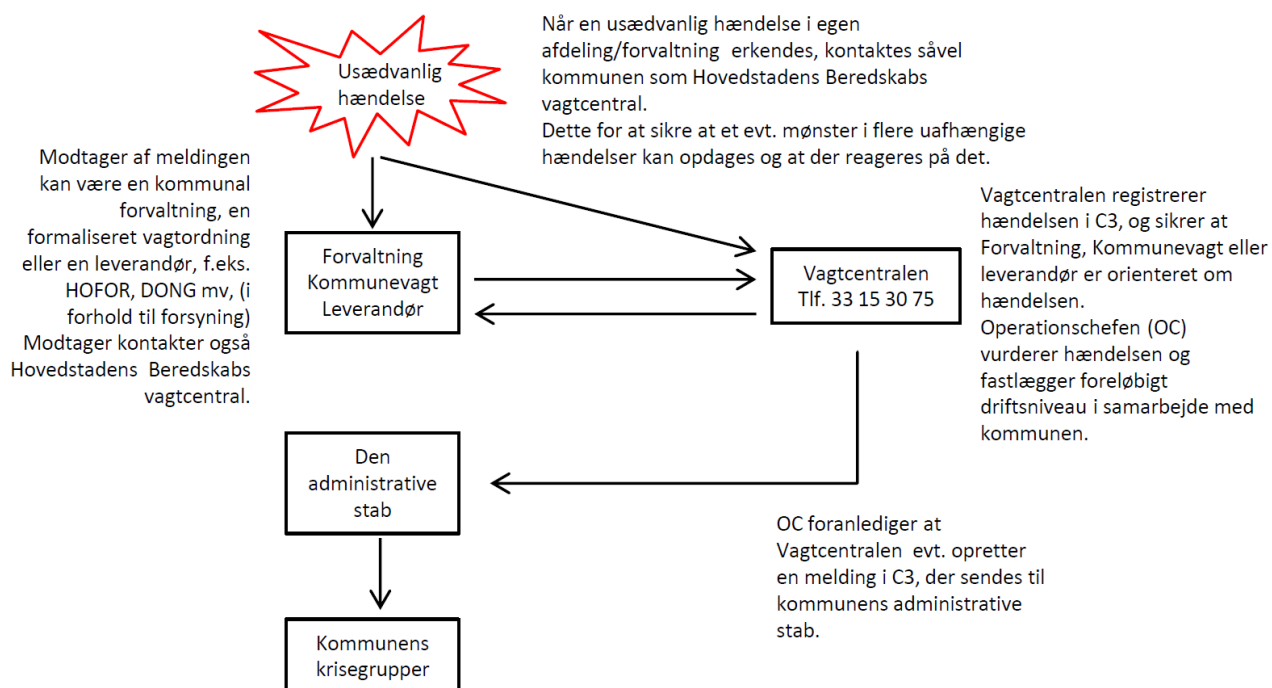 Usædvanlig
hændelse
Når en usædvanlig hændelse i egen
afdeling/forvaltning erkendes, kontaktes såvel
kommunen som Hovedstadens Beredskabs
vagtcentral.
Dette for at sikre at et evt. mønster i flere uafhængige
hændelser kan opdages og at der reageres på det.
Modtager af meldingen
kan være en kommunal
forvaltning, en
formaliseret vagtordning
eller en leverandør, f.eks.
HOFOR, DONG mv, (i
forhold til forsyning)
Modtager kontakter også
Hovedstadens Beredskabs
vagtcentral.
Forvaltning
Kommunevagt
Leverandør
Vagtcentralen
Tlf. 33 15 30 75
Vagtcentralen registrerer
hændelsen i C3, og sikrer at
Forvaltning, Kommunevagt eller
leverandør er orienteret om
hændelsen.
Operationschefen (OC)
vurderer hændelsen og
fastlægger foreløbigt
driftsniveau i samarbejde med
kommunen.
Den
administrative
stab
OC foranlediger at
Vagtcentralen evt. opretter
en melding i C3, der sendes til
kommunens administrative
stab.
Kommunens
krisegrupper